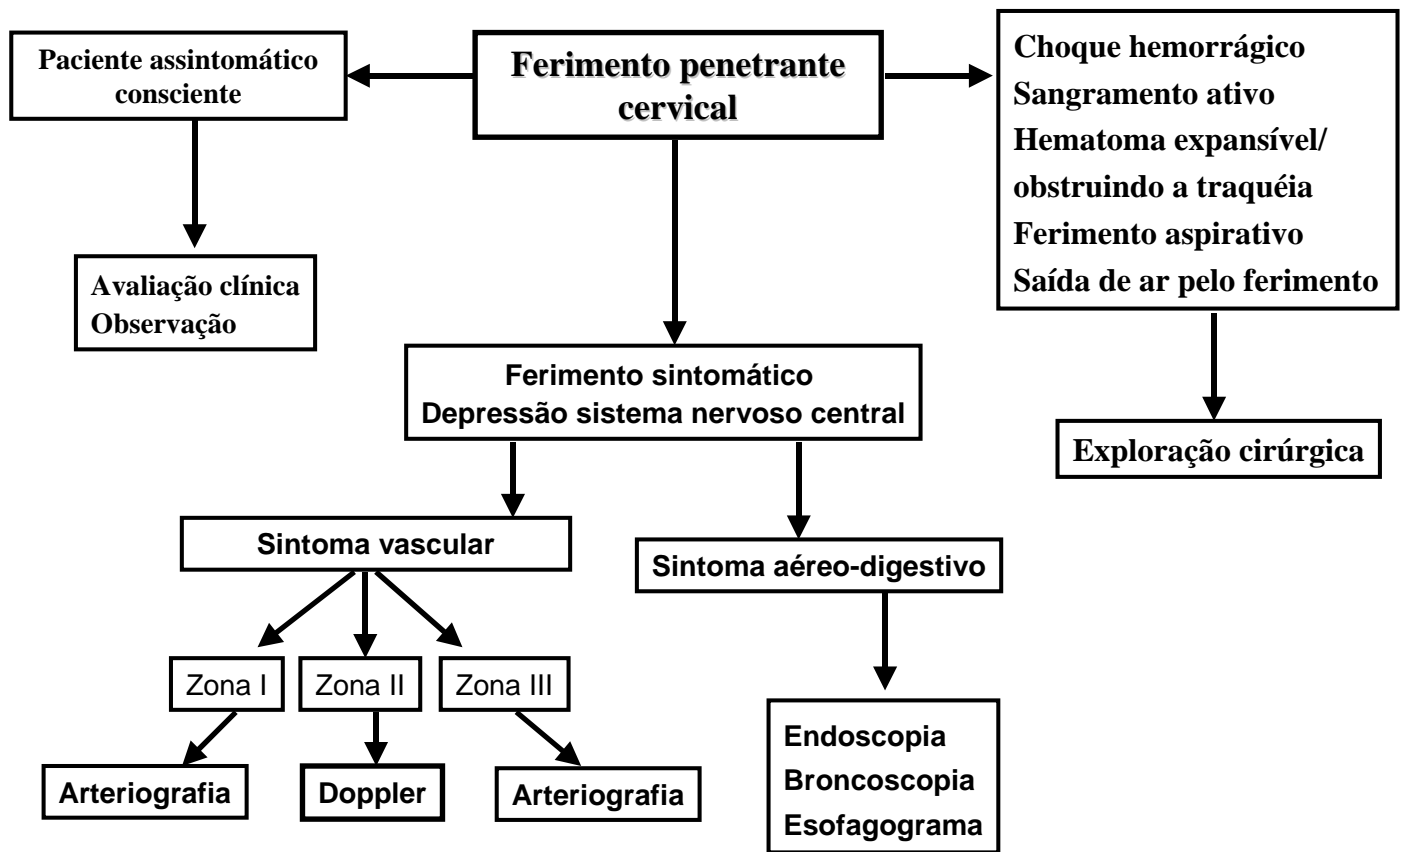 Paciente assintomático
consciente
Ferimento penetrante
cervical
Choque hemorrágico
Sangramento ativo
Hematoma expansível/
obstruindo a traquéia
Ferimento aspirativo
Saída de ar pelo ferimento
Avaliação clínica
Observação
Ferimento sintomático
Depressão sistema nervoso central
Exploração cirúrgica
Sintoma vascular
Sintoma aéreo-digestivo
Zona I
Zona II
Zona III
Arteriografia
Doppler
Arteriografia
Endoscopia
Broncoscopia
Esofagograma